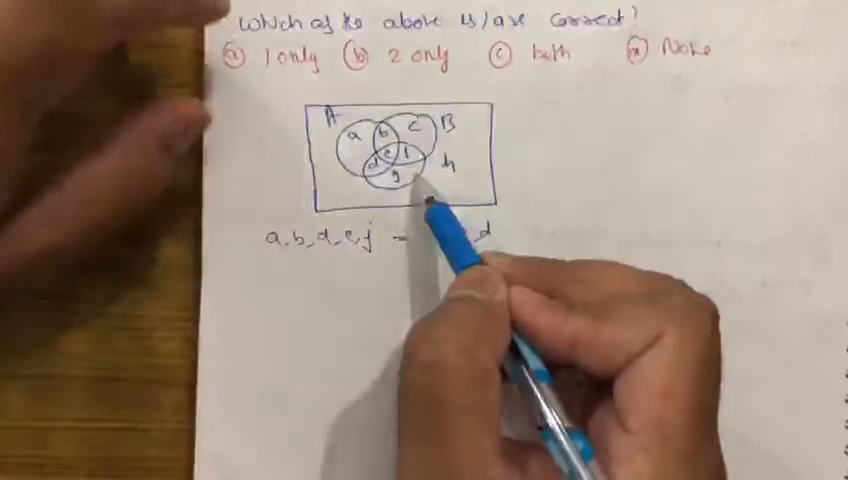 Which of the above is/are correct?
(a) 1 only (b) 2 only (c) both (d) None
A B
a b c
d e f h
g
a, b, d, e, f = d